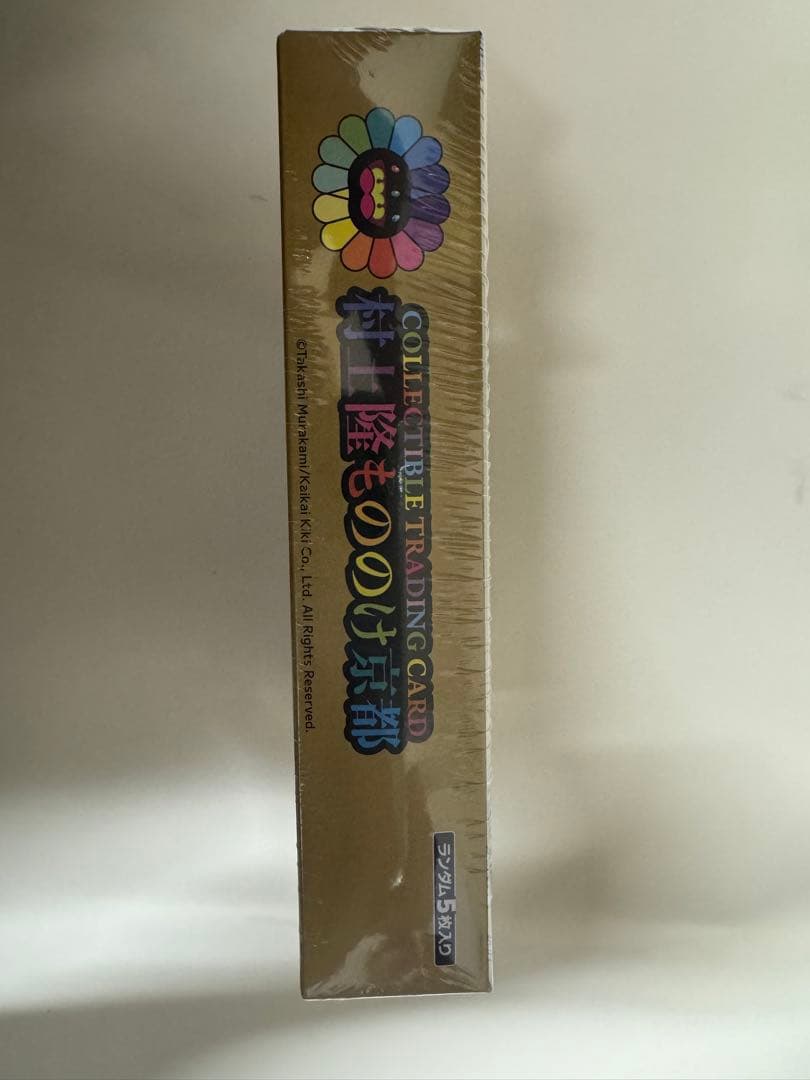 COLLECTIBLE TRADING CARD
村上隆もののけ京都
©Takashi Murakami/Kaikai Kiki Co., Ltd. All Rights Reserved.
ランダム5枚入り